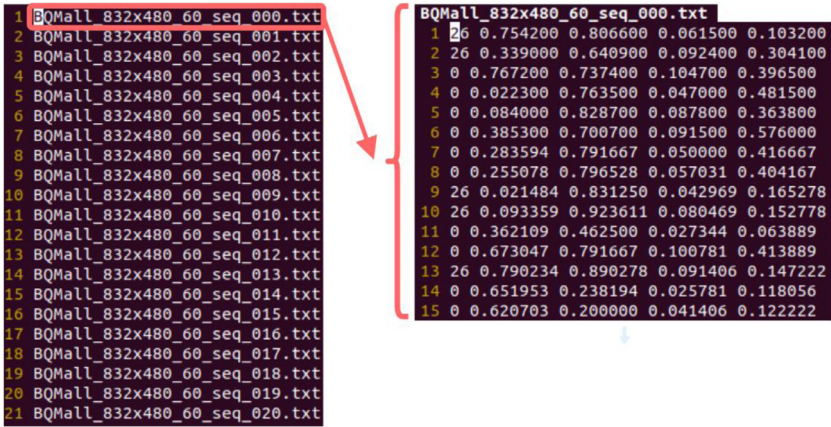 1 BQMall_832x480_60_seq_000.txt
2 BQMall_832x480_60_seq_001.txt
3 BQMall_832x480_60_seq_002.txt
4 BQMall_832x480_60_seq_003.txt
5 BQMall_832x480_60_seq_004.txt
6 BQMall_832x480_60_seq_005.txt
7 BQMall_832x480_60_seq_006.txt
8 BQMall_832x480_60_seq_007.txt
9 BQMall_832x480_60_seq_008.txt
10 BQMall_832x480_60_seq_009.txt
11 BQMall_832x480_60_seq_010.txt
12 BQMall_832x480_60_seq_011.txt
13 BQMall_832x480_60_seq_012.txt
14 BQMall_832x480_60_seq_013.txt
15 BQMall_832x480_60_seq_014.txt
16 BQMall_832x480_60_seq_015.txt
17 BQMall_832x480_60_seq_016.txt
18 BQMall_832x480_60_seq_017.txt
19 BQMall_832x480_60_seq_018.txt
20 BQMall_832x480_60_seq_019.txt
21 BQMall_832x480_60_seq_020.txt
BQMall_832x480_60_seq_000.txt
1 26 0.754200 0.806600 0.061500 0.103200
2 26 0.339000 0.640900 0.092400 0.304100
3 0 0.767200 0.737400 0.104700 0.396500
4 0 0.022300 0.763500 0.047000 0.481500
5 0 0.084000 0.828700 0.087800 0.363800
6 0 0.385300 0.700700 0.091500 0.576000
7 0 0.283594 0.791667 0.050000 0.416667
8 0 0.255078 0.796528 0.057031 0.404167
9 26 0.021484 0.831250 0.042969 0.165278
10 26 0.093359 0.923611 0.080469 0.152778
11 0 0.362109 0.462500 0.027344 0.063889
12 0 0.673047 0.791667 0.100781 0.413889
13 26 0.790234 0.890278 0.091406 0.147222
14 0 0.651953 0.238194 0.025781 0.118056
15 0 0.620703 0.200000 0.041406 0.122222